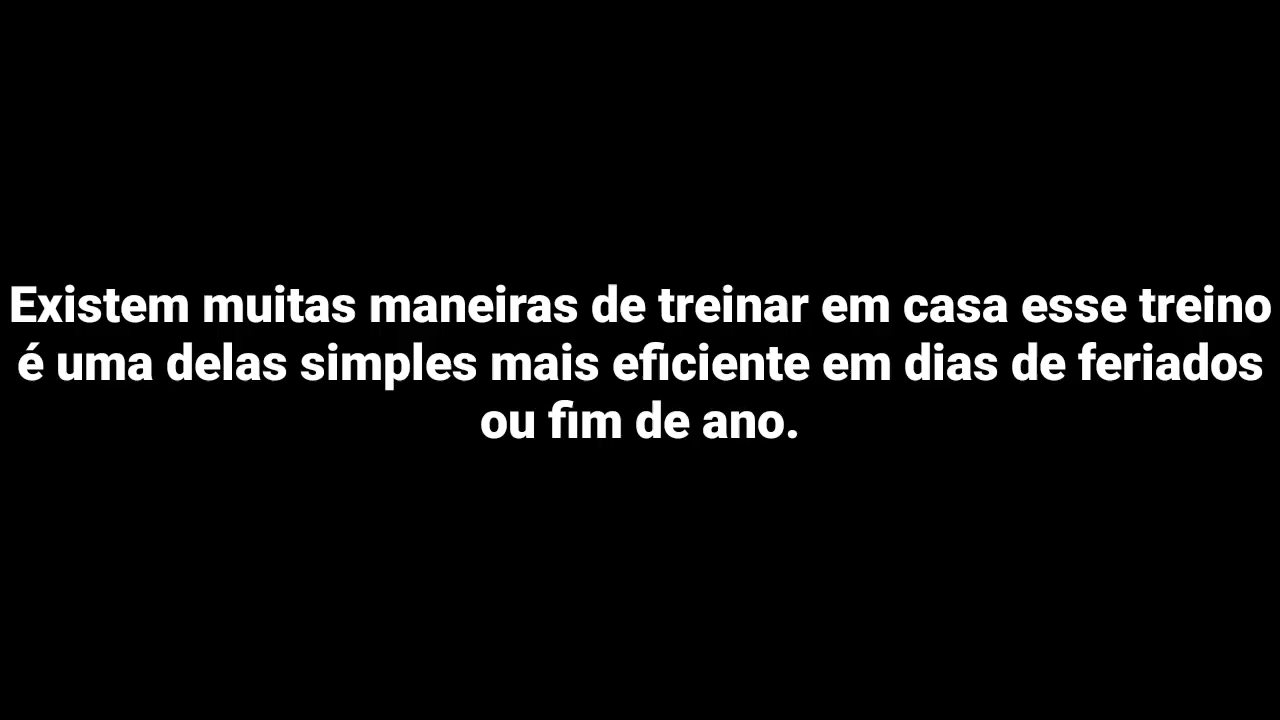 Existem muitas maneiras de treinar em casa esse treino
é uma delas simples mais eficiente em dias de feriados
ou fim de ano.